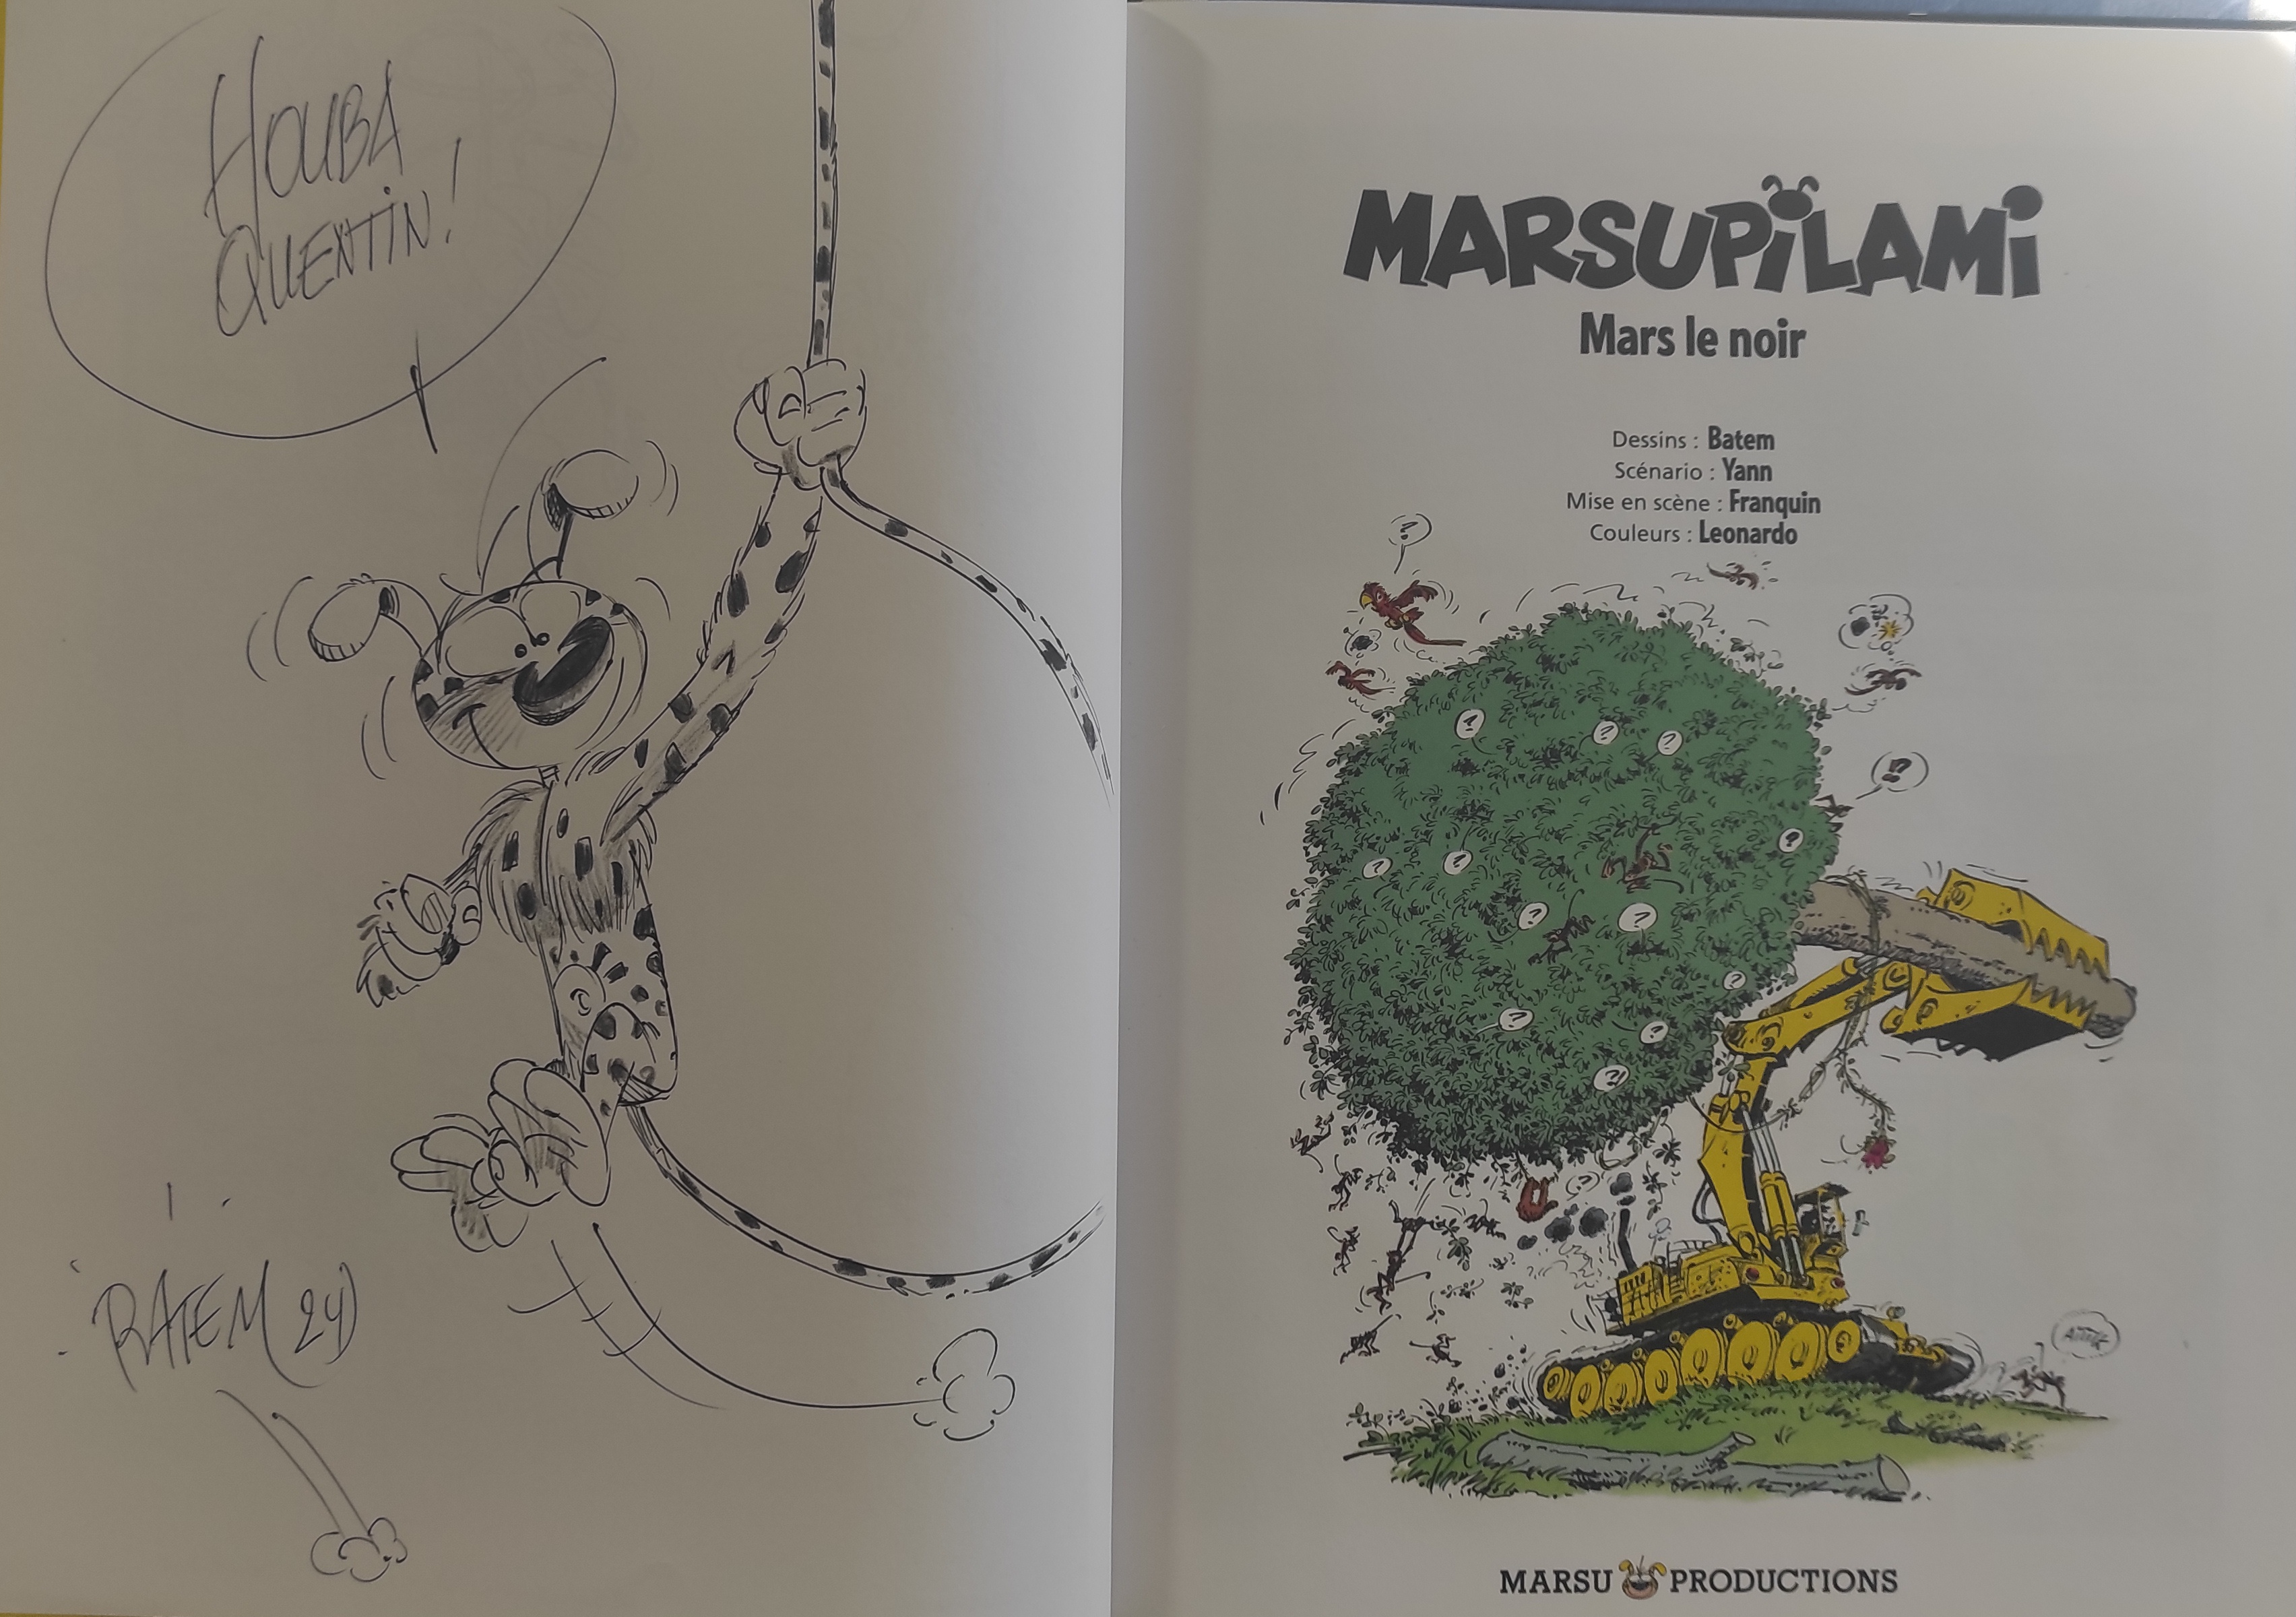 HOUBA
QUENTIN!
BATEM 24
MARSUPiLAMi
Mars le noir
Dessins : Batem
Scénario : Yann
Mise en scène : Franquin
Couleurs : Leonardo
?
!?
?
?
?
?
?
?
?
?
?
?
?
?
?
?
MARSU PRODUCTIONS